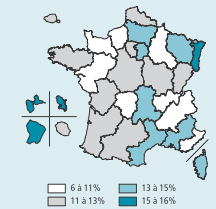 6 à 11% 13 à 15%
11 à 13% 15 à 16%